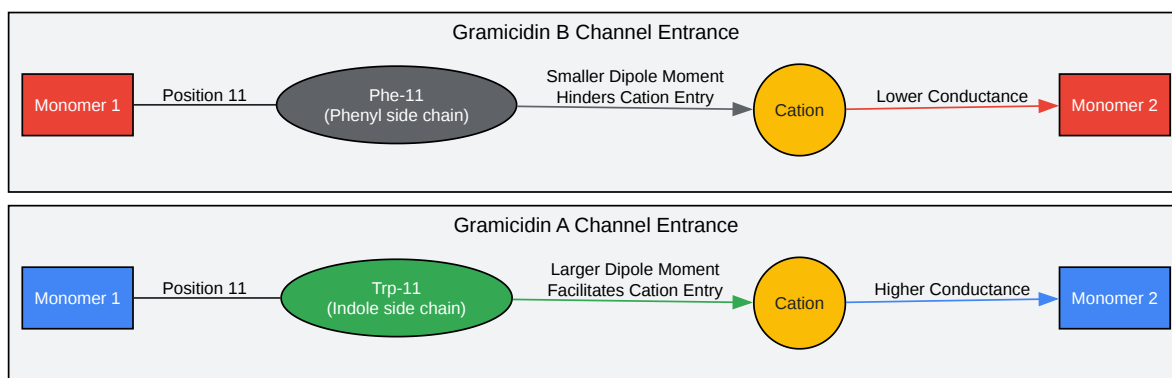 Gramicidin B Channel Entrance
Monomer 1
Position 11
Phe-11
(Phenyl side chain)
Smaller Dipole Moment
Hinders Cation Entry
Cation
Lower Conductance
Monomer 2
Gramicidin A Channel Entrance
Monomer 1
Position 11
Trp-11
(Indole side chain)
Larger Dipole Moment
Facilitates Cation Entry
Cation
Higher Conductance
Monomer 2